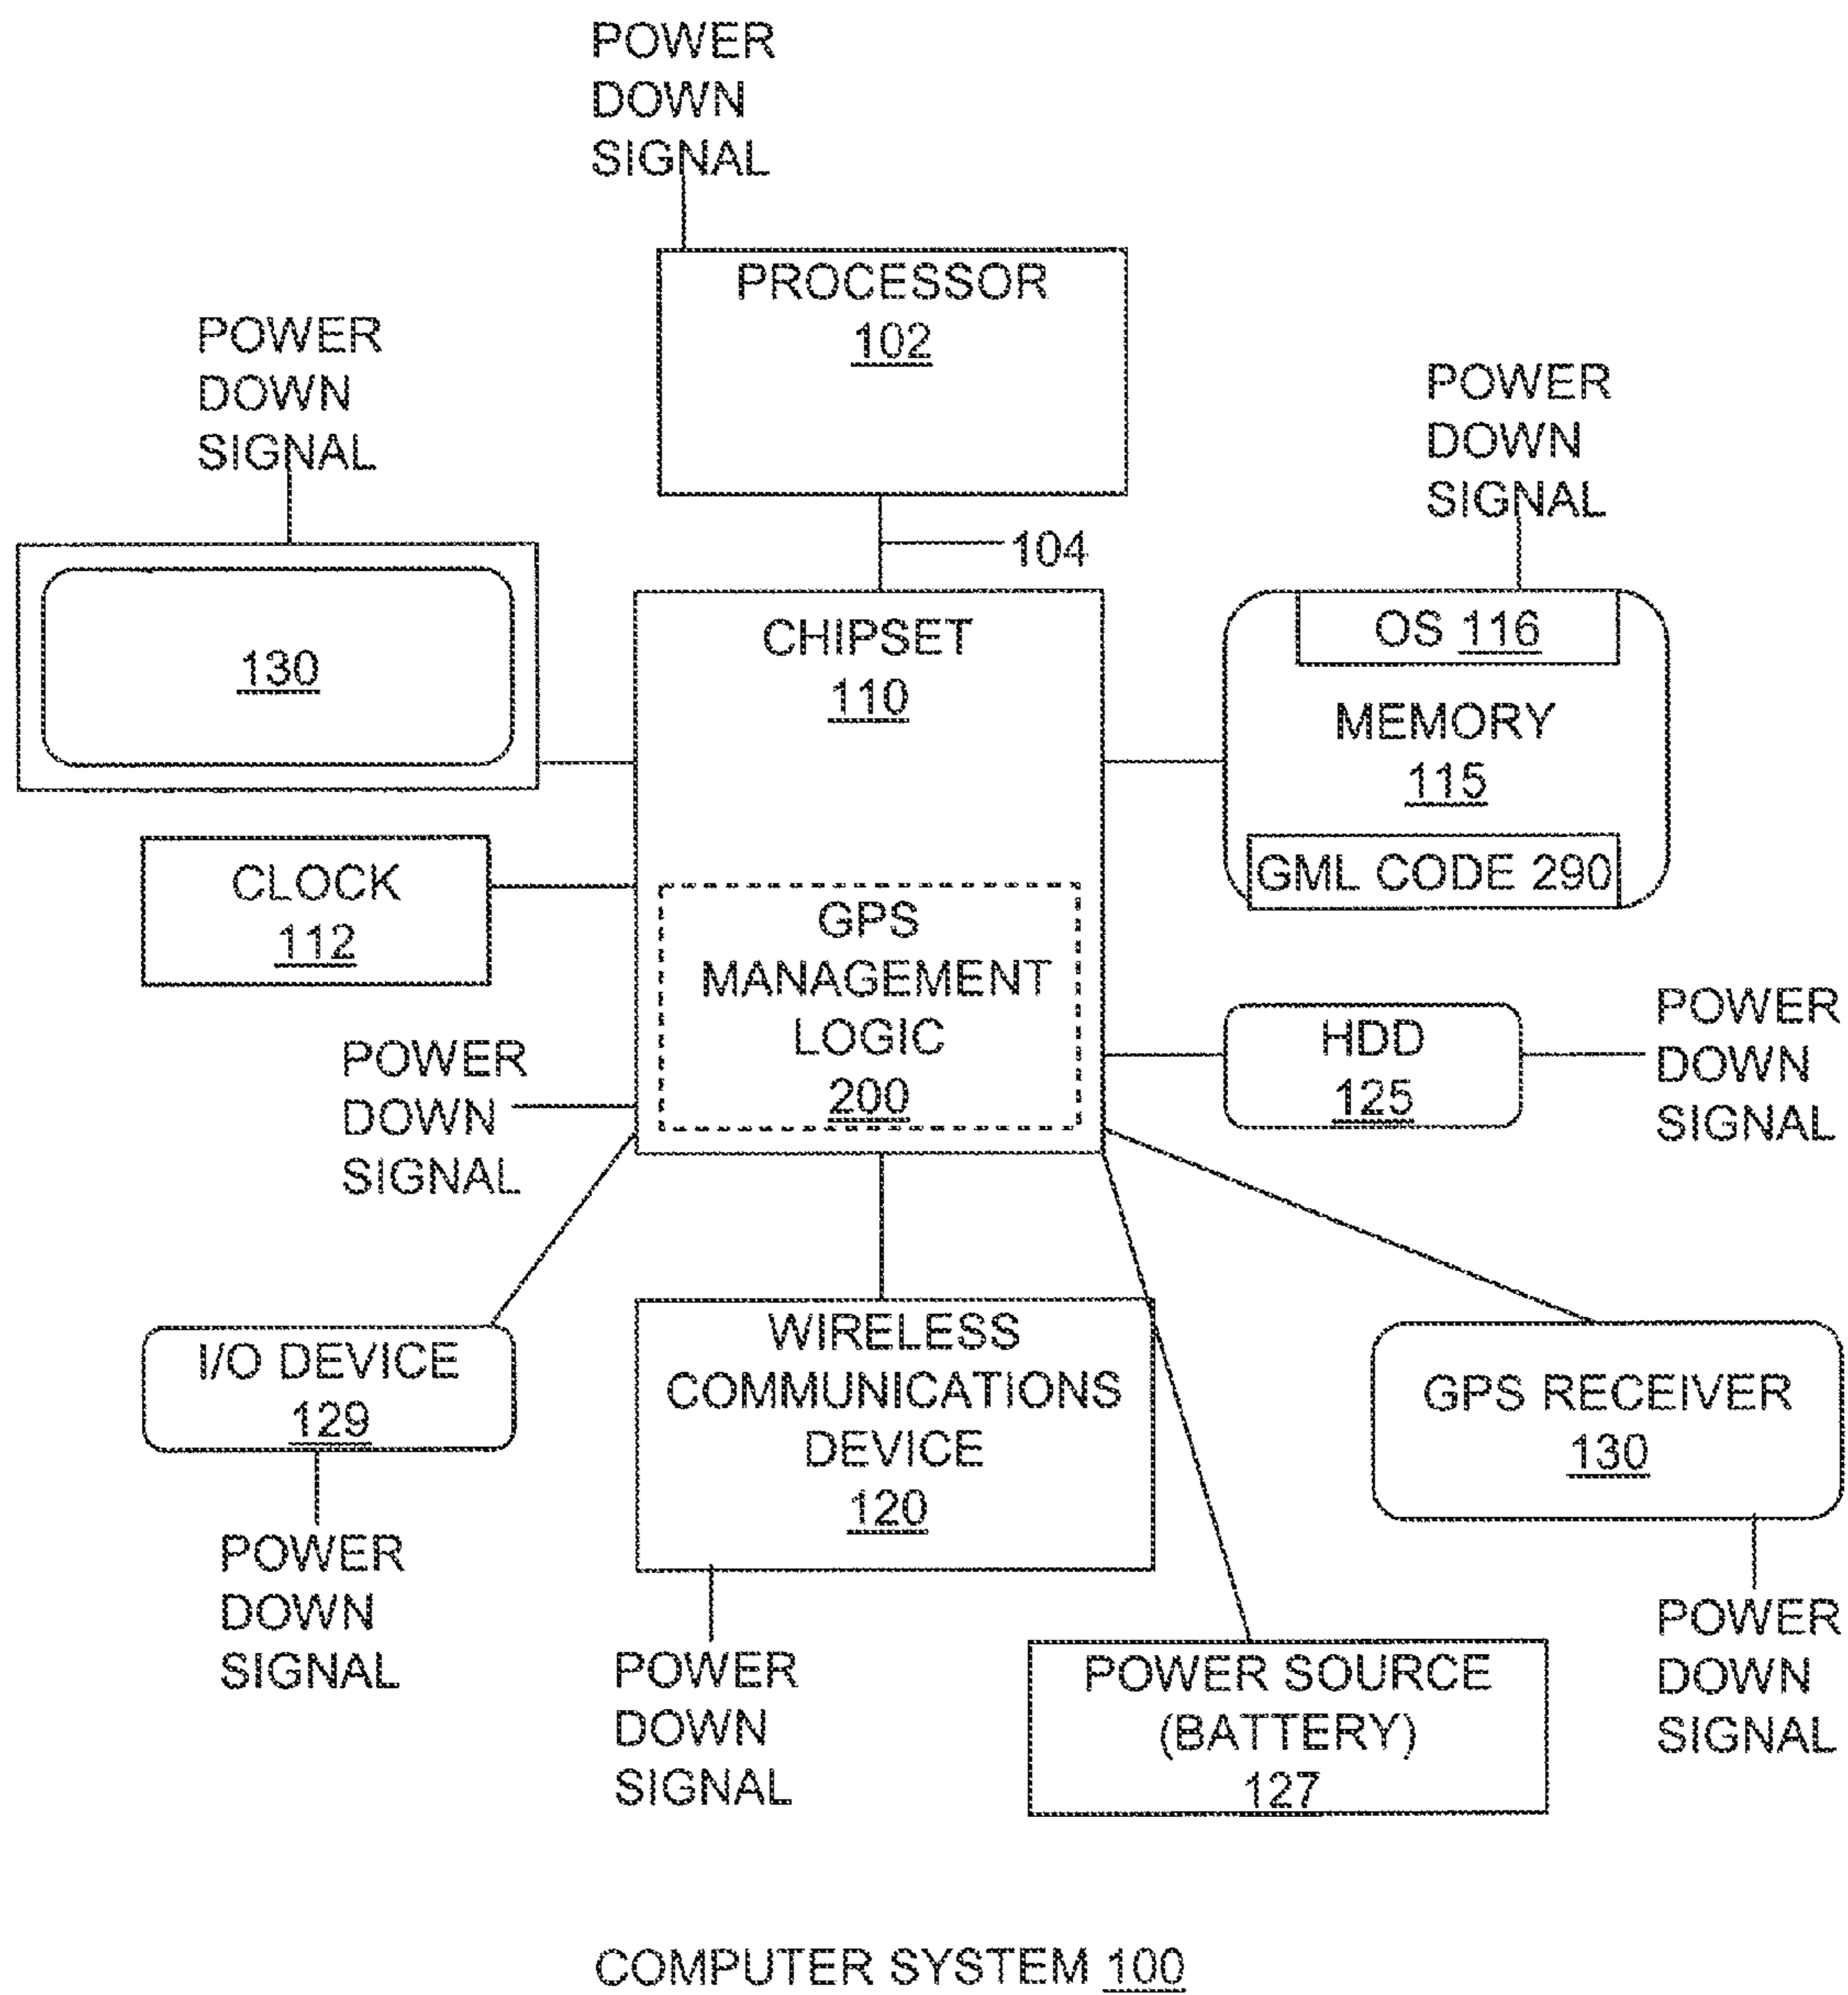 POWER
DOWN
SIGNAL
PROCESSOR
102
POWER
DOWN
SIGNAL
POWER
DOWN
SIGNAL
104
130
CHIPSET
110
OS 116
MEMORY
115
GML CODE 290
CLOCK
112
GPS
MANAGEMENT
LOGIC
200
POWER
DOWN
SIGNAL
HDD
125
POWER
DOWN
SIGNAL
I/O DEVICE
129
POWER
DOWN
SIGNAL
WIRELESS
COMMUNICATIONS
DEVICE
120
POWER
DOWN
SIGNAL
GPS RECEIVER
130
POWER
DOWN
SIGNAL
POWER SOURCE
(BATTERY)
127
COMPUTER SYSTEM 100